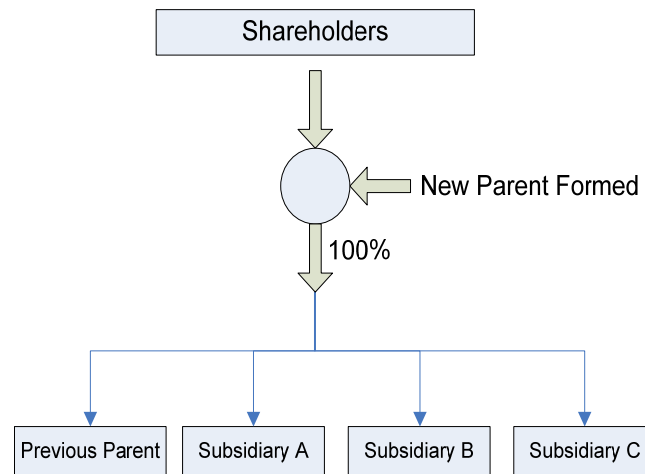 Shareholders
New Parent Formed
100%
Previous Parent
Subsidiary A
Subsidiary B
Subsidiary C